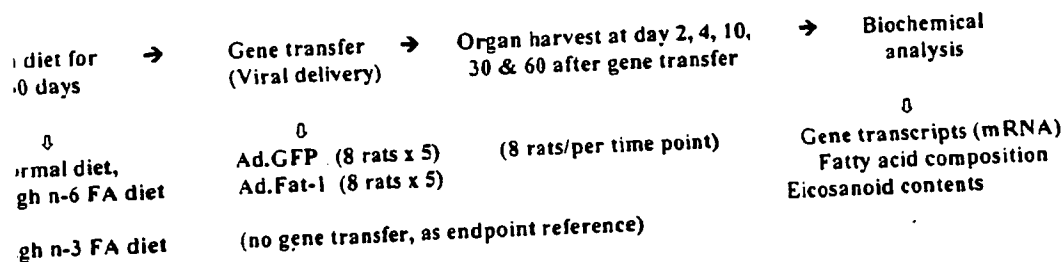 diet for → Gene transfer → Organ harvest at day 2, 4, 10, → Biochemical
0 days (Viral delivery) 30 & 60 after gene transfer analysis
⇩ ⇩ ⇩
rmal diet, Ad.GFP (8 rats x 5) (8 rats/per time point) Gene transcripts (mRNA)
gh n-6 FA diet Ad.Fat-1 (8 rats x 5) Fatty acid composition
Eicosanoid contents
gh n-3 FA diet (no gene transfer, as endpoint reference)